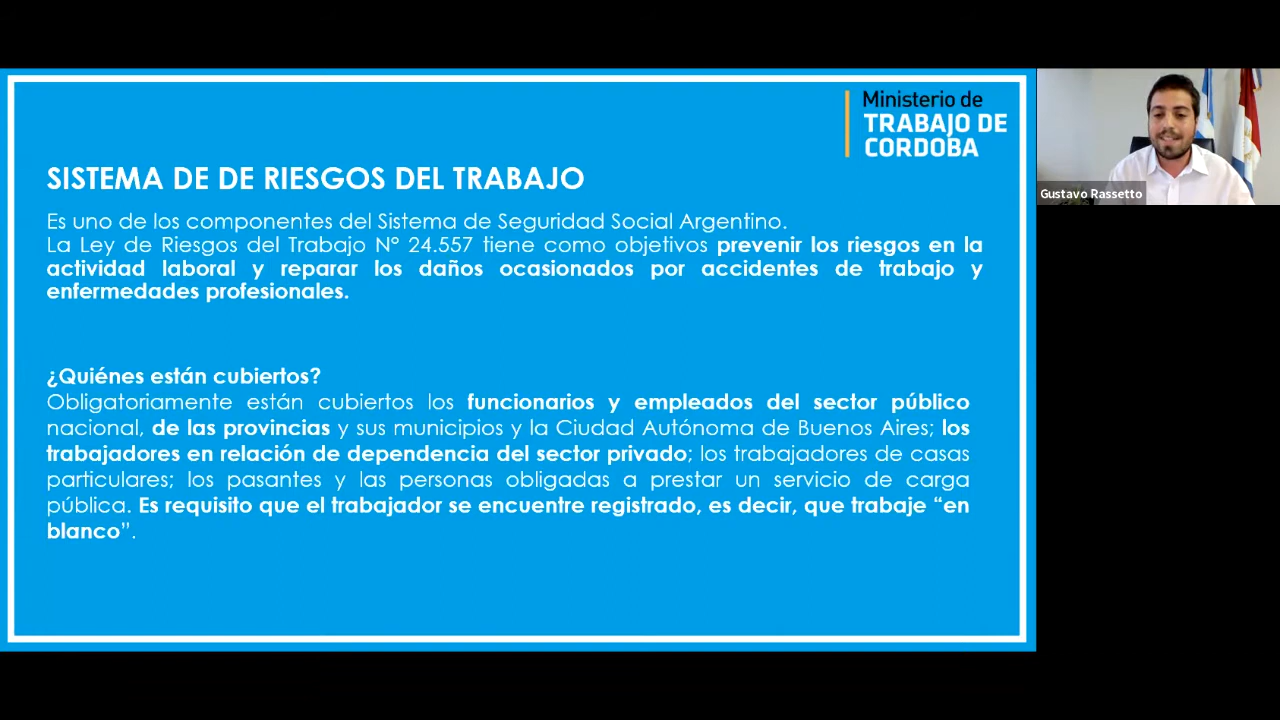 Ministerio de
TRABAJO DE
CORDOBA
SISTEMA DE DE RIESGOS DEL TRABAJO
Es uno de los componentes del Sistema de Seguridad Social Argentino.
La Ley de Riesgos del Trabajo N° 24.557 tiene como objetivos prevenir los riesgos en la
actividad laboral y reparar los daños ocasionados por accidentes de trabajo y
enfermedades profesionales.
¿Quiénes están cubiertos?
Obligatoriamente están cubiertos los funcionarios y empleados del sector público
nacional, de las provincias y sus municipios y la Ciudad Autónoma de Buenos Aires; los
trabajadores en relación de dependencia del sector privado; los trabajadores de casas
particulares; los pasantes y las personas obligadas a prestar un servicio de carga
pública. Es requisito que el trabajador se encuentre registrado, es decir, que trabaje “en
blanco”.
Gustavo Rassetto